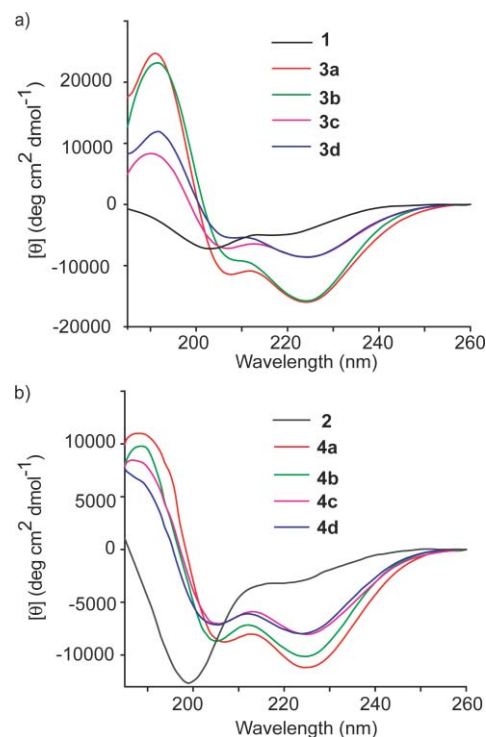 a)
1
3a
3b
3c
3d
20000
10000
0
-10000
-20000
[θ] (deg cm² dmol⁻¹)
200 220 240 260
Wavelength (nm)
b)
2
4a
4b
4c
4d
10000
5000
0
-5000
-10000
[θ] (deg cm² dmol⁻¹)
200 220 240 260
Wavelength (nm)